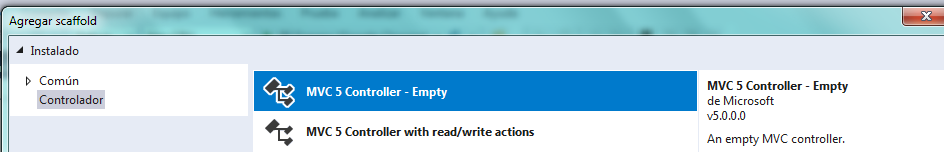 Agregar scaffold
Instalado
Común
Controlador
MVC 5 Controller - Empty
MVC 5 Controller with read/write actions
MVC 5 Controller - Empty
de Microsoft
v5.0.0.0
An empty MVC controller.